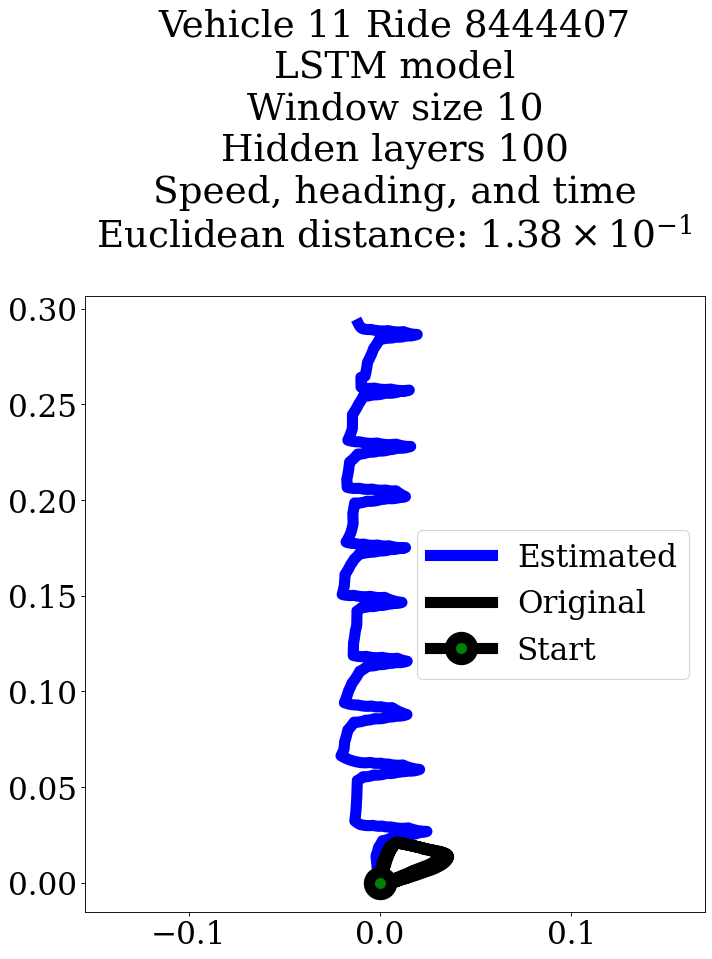 Vehicle 11 Ride 8444407
LSTM model
Window size 10
Hidden layers 100
Speed, heading, and time
Euclidean distance: 1.38 × 10⁻¹
0.30
0.25
0.20
0.15
0.10
0.05
0.00
Estimated
Original
Start
−0.1 0.0 0.1